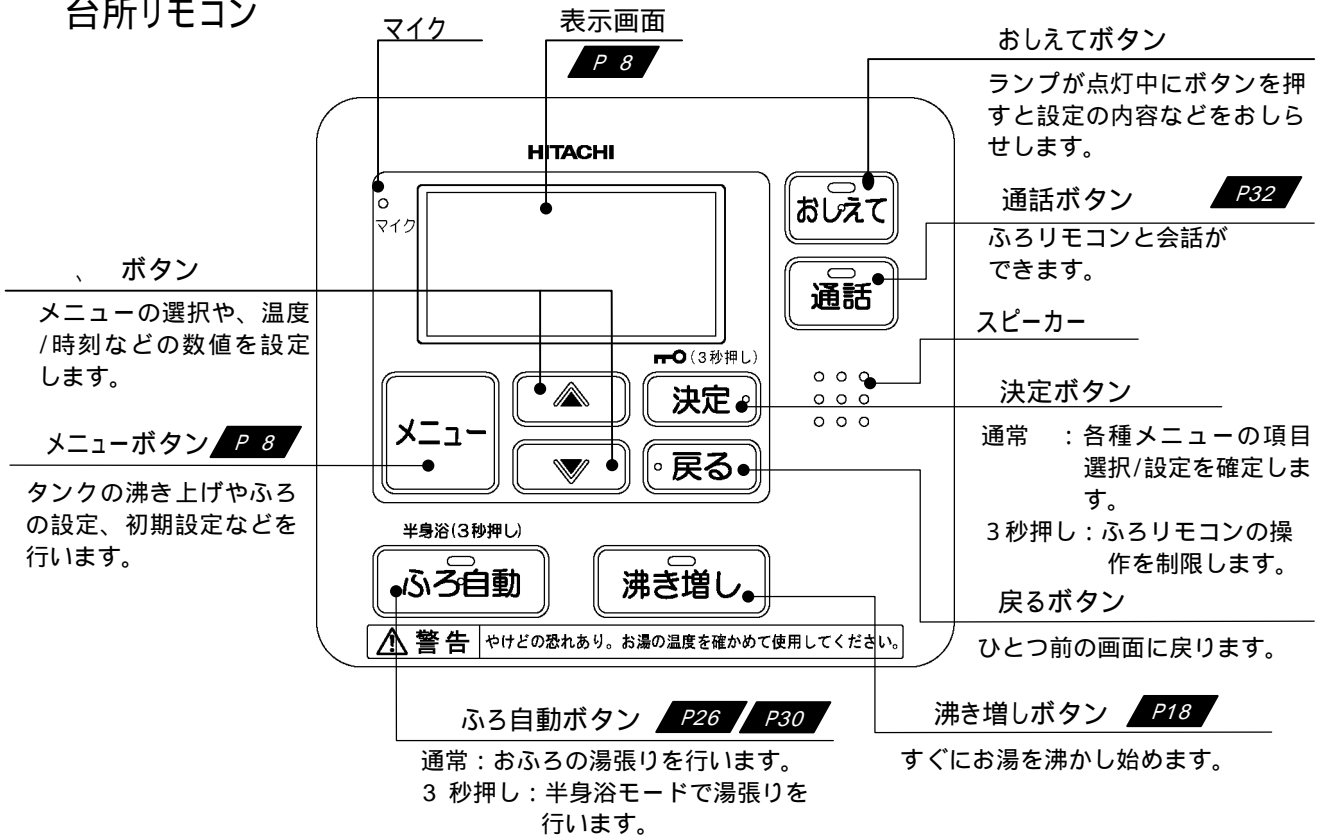 台所リモコン
マイク
表示画面
P 8
おしえてボタン
ランプが点灯中にボタンを押
すと設定の内容などをおしら
せします。
HITACHI
マイク
おしえて
通話ボタン P32
ふろリモコンと会話が
できます。
通話
、 ボタン
メニューの選択や、温度
/時刻などの数値を設定
します。
スピーカー
(3秒押し)
メニュー
決定
戻る
決定ボタン
通常 :各種メニューの項目
選択/設定を確定しま
す。
3秒押し:ふろリモコンの操
作を制限します。
メニューボタン P 8
タンクの沸き上げやふろ
の設定、初期設定などを
行います。
半身浴(3秒押し)
ふろ自動
沸き増し
戻るボタン
ひとつ前の画面に戻ります。
警告 やけどの恐れあり。お湯の温度を確かめて使用してください。
ふろ自動ボタン P26 P30
通常:おふろの湯張りを行います。
3 秒押し:半身浴モードで湯張りを
行います。
沸き増しボタン P18
すぐにお湯を沸かし始めます。